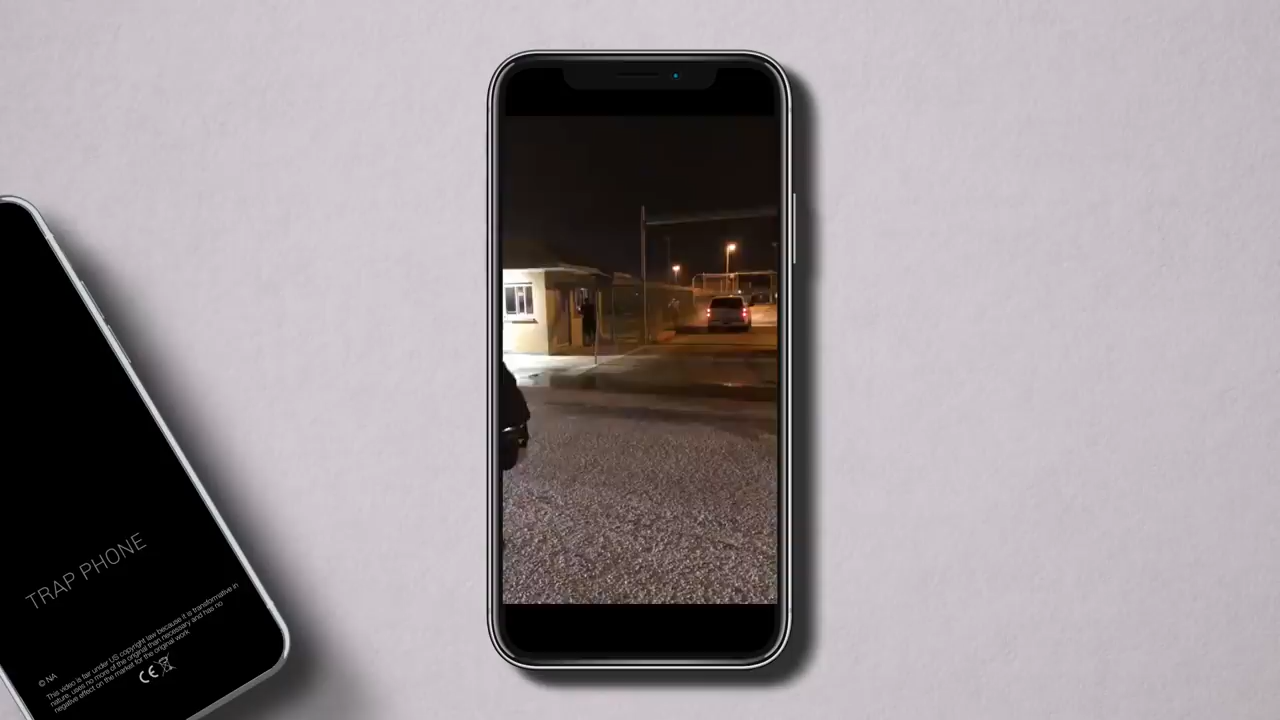 TRAP PHONE
© NA
This video is fair under US copyright law because it is transformative in
nature, uses no more of the original than necessary and has no
negative effect on the market for the original work.
CE